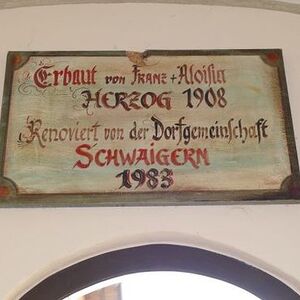 Erbaut von Franz + Aloisia
HERZOG 1908
Renoviert von der Dorfgemeinschaft
SCHWAIGERN
1983